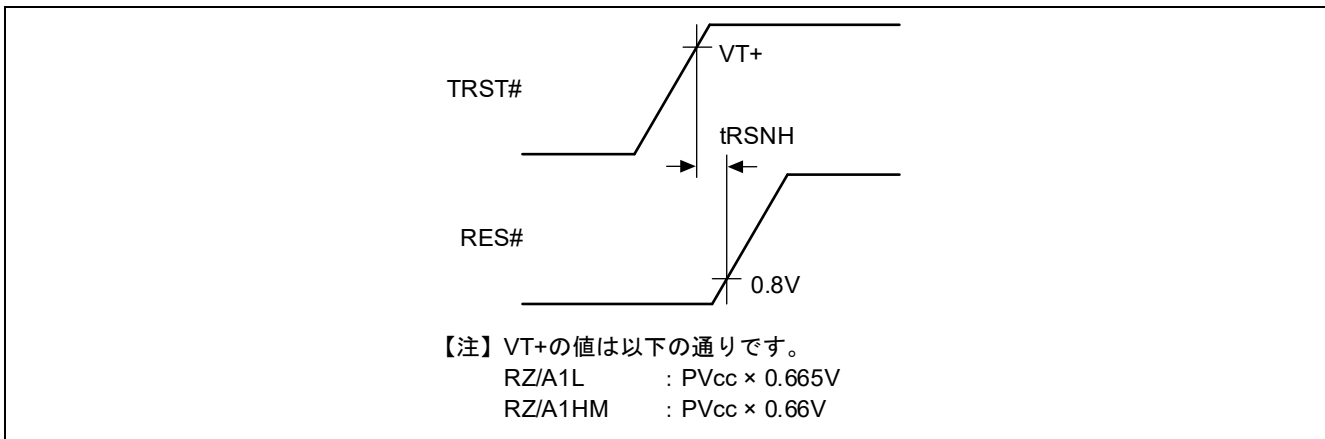 VT+
TRST#
tRSNH
RES#
0.8V
【注】VT+の値は以下の通りです。
RZ/A1L : PVcc × 0.665V
RZ/A1HM : PVcc × 0.66V